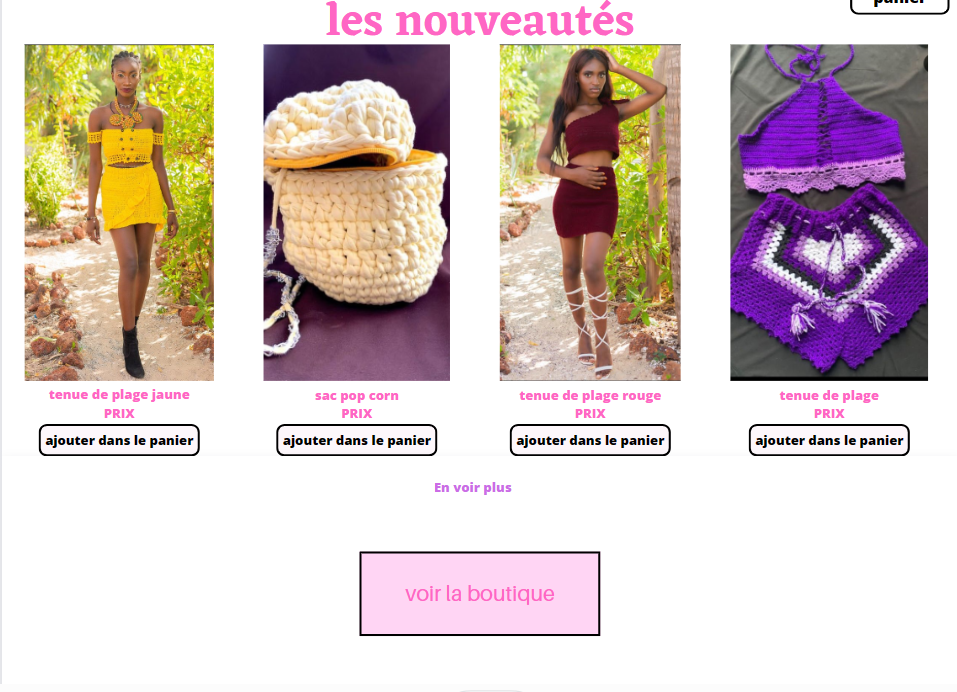 panier
les nouveautés
tenue de plage jaune
PRIX
ajouter dans le panier
sac pop corn
PRIX
ajouter dans le panier
tenue de plage rouge
PRIX
ajouter dans le panier
tenue de plage
PRIX
ajouter dans le panier
En voir plus
voir la boutique